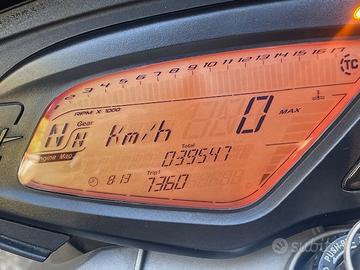 1 2 3 4 5 6 7 8 9 10 11 12 13 14 15 16 17
RPM X 1000
TC
Gear
N N Km/h 0 MAX
Engine Map
Total
039547
Trip1
8:13 7360
subito
PUSH